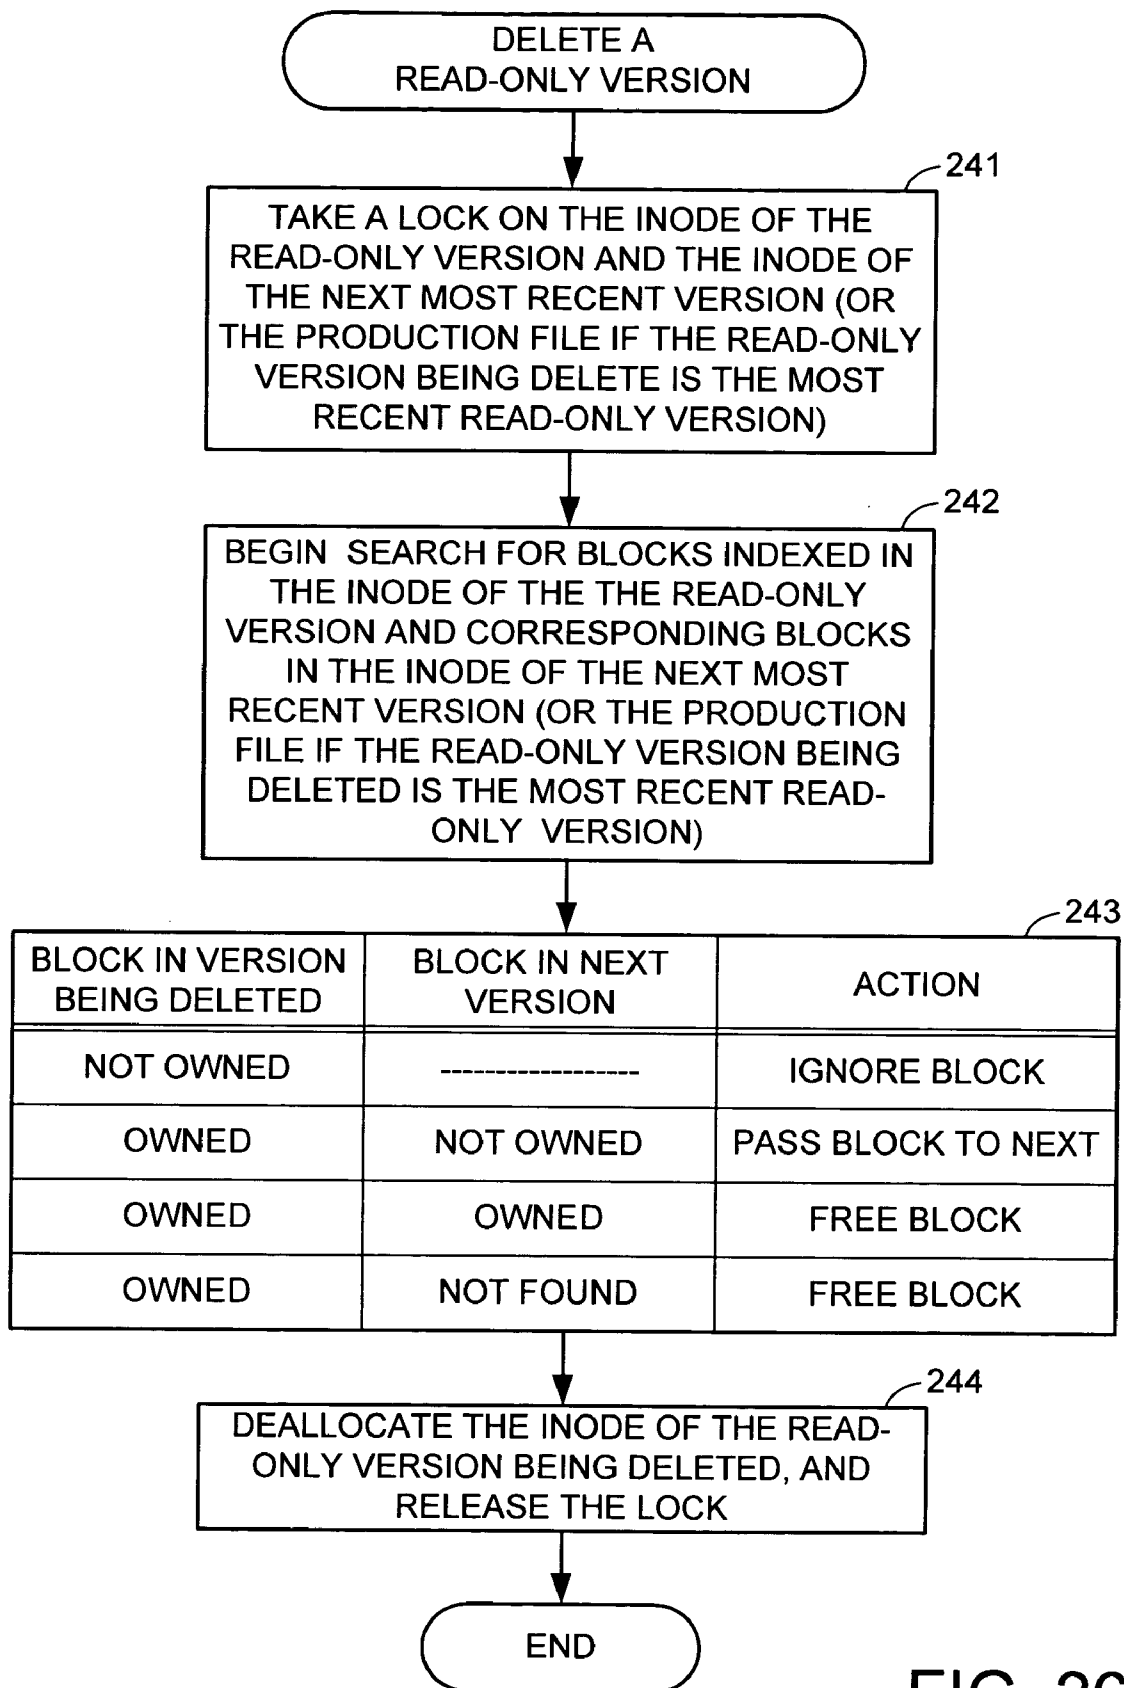 DELETE A
READ-ONLY VERSION
241
TAKE A LOCK ON THE INODE OF THE
READ-ONLY VERSION AND THE INODE OF
THE NEXT MOST RECENT VERSION (OR
THE PRODUCTION FILE IF THE READ-ONLY
VERSION BEING DELETE IS THE MOST
RECENT READ-ONLY VERSION)
242
BEGIN SEARCH FOR BLOCKS INDEXED IN
THE INODE OF THE THE READ-ONLY
VERSION AND CORRESPONDING BLOCKS
IN THE INODE OF THE NEXT MOST
RECENT VERSION (OR THE PRODUCTION
FILE IF THE READ-ONLY VERSION BEING
DELETED IS THE MOST RECENT READ-
ONLY VERSION)
243
BLOCK IN VERSION
BEING DELETED
BLOCK IN NEXT
VERSION
ACTION
NOT OWNED ------------------ IGNORE BLOCK
OWNED NOT OWNED PASS BLOCK TO NEXT
OWNED OWNED FREE BLOCK
OWNED NOT FOUND FREE BLOCK
244
DEALLOCATE THE INODE OF THE READ-
ONLY VERSION BEING DELETED, AND
RELEASE THE LOCK
END
FIG.